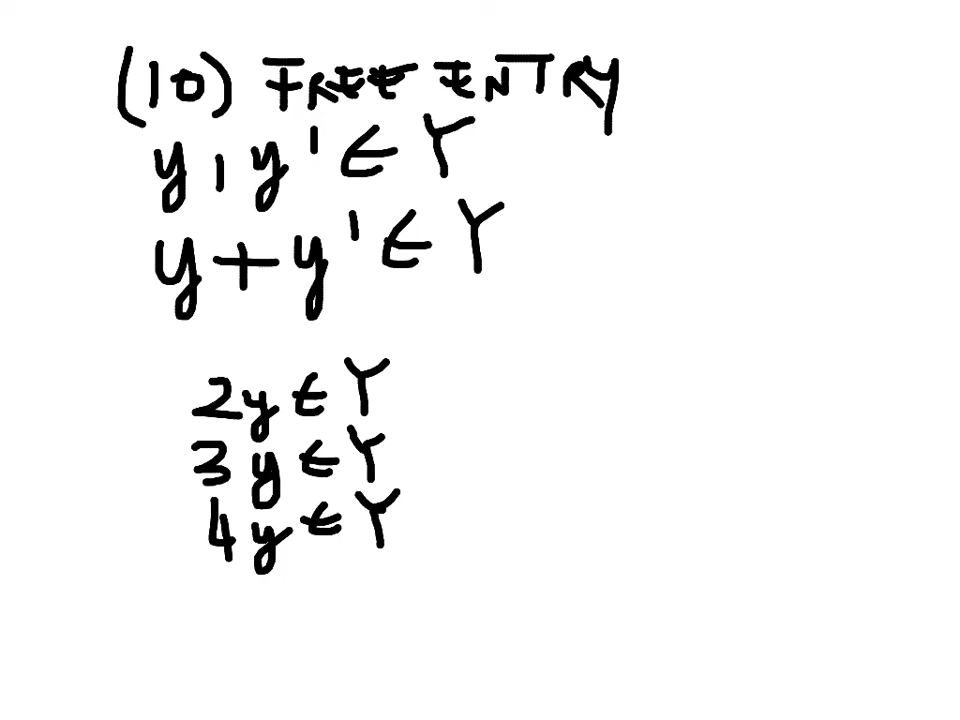 (10) FREE ENTRY
y, y' ∈ Y
y + y' ∈ Y
2y ∈ Y
3y ∈ Y
4y ∈ Y